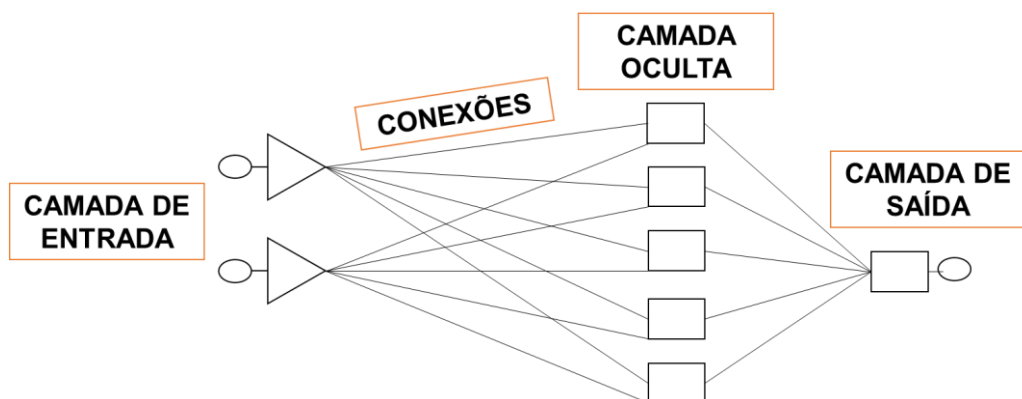 CAMADA
OCULTA
CONEXÕES
CAMADA DE
ENTRADA
CAMADA DE
SAÍDA